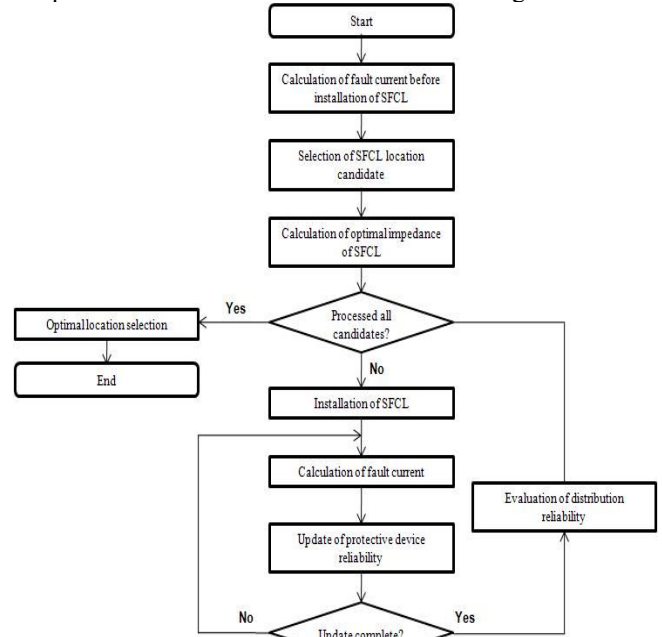 Start
Calculation of fault current before
installation of SFCL
Selection of SFCL location
candidate
Calculation of optimal impedance
of SFCL
Processed all
candidates?
Yes
Optimal location selection
End
No
Installation of SFCL
Calculation of fault current
Update of protective device
reliability
Evaluation of distribution
reliability
Update complete?
No
Yes